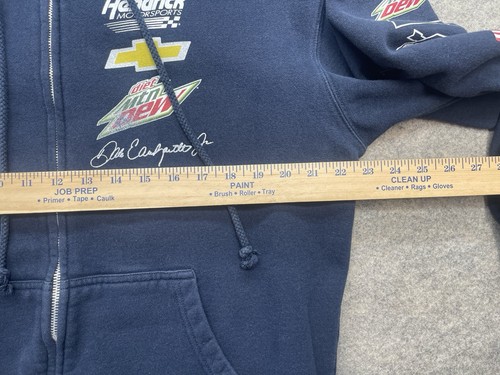 Hendrick
MOTORSPORTS
diet
mtn
DEW
DEW
Dale Earnhardt Jr
11 12 13 14 15 16 17 18 19 20 21 22 23 24 25 26 27
JOB PREP
• Primer • Tape • Caulk
PAINT
• Brush • Roller • Tray
CLEAN UP
• Cleaner • Rags • Gloves